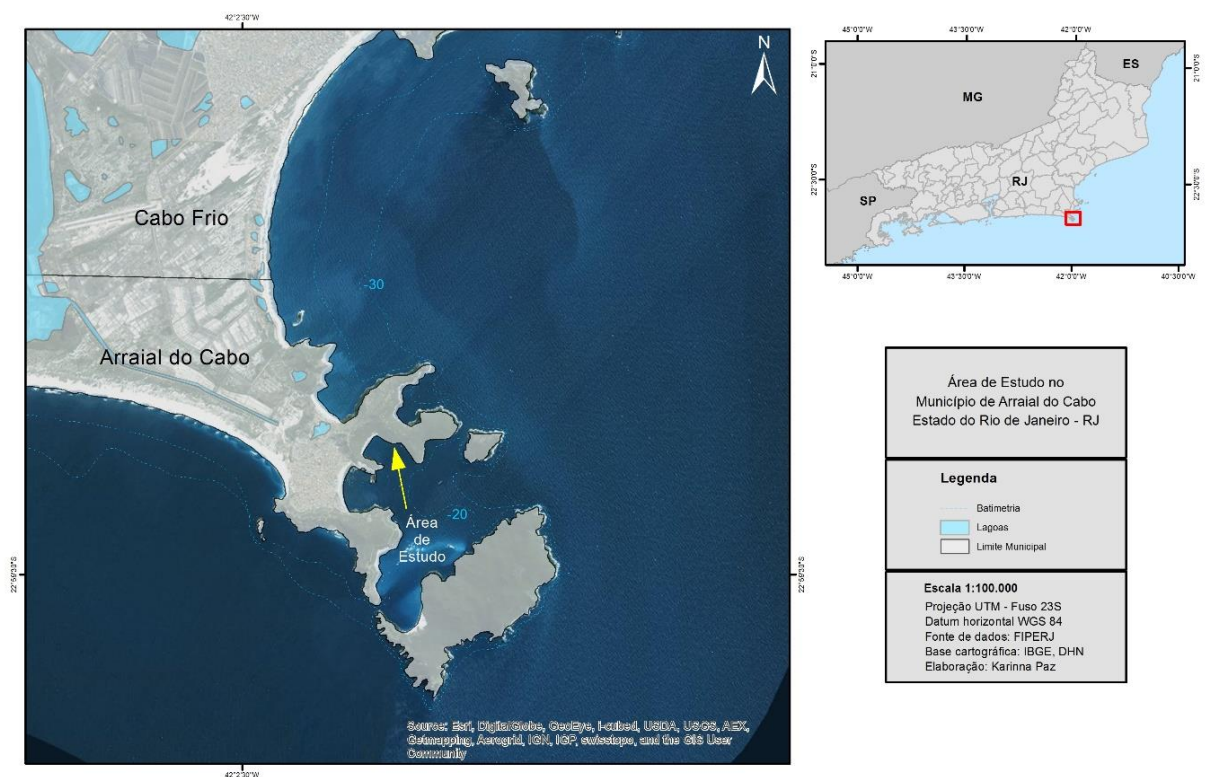 42°2'30"W
N
Cabo Frio
-30
Arraial do Cabo
-20
Área
de
Estudo
22°59'38"S
22°59'38"S
Source: Esri, DigitalGlobe, GeoEye, i-cubed, USDA, USGS, AEX,
Getmapping, Aerogrid, IGN, IGP, swisstopo, and the GIS User
Community
42°2'30"W
45°0'0"W
43°30'0"W
42°0'0"W
21°0'0"S
21°0'0"S
ES
MG
RJ
22°30'0"S
22°30'0"S
SP
45°0'0"W
43°30'0"W
42°0'0"W
40°30'0"W
Área de Estudo no
Município de Arraial do Cabo
Estado do Rio de Janeiro - RJ
Legenda
Batimetria
Lagoas
Limite Municipal
Escala 1:100.000
Projeção UTM - Fuso 23S
Datum horizontal WGS 84
Fonte de dados: FIPERJ
Base cartográfica: IBGE, DHN
Elaboração: Karinna Paz